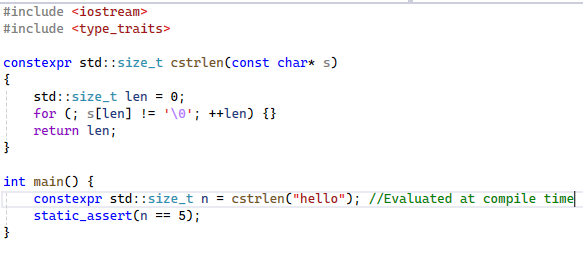 #include <iostream>
#include <type_traits>
constexpr std::size_t cstrlen(const char* s)
{
std::size_t len = 0;
for (; s[len] != '\0'; ++len) {}
return len;
}
int main() {
constexpr std::size_t n = cstrlen("hello"); //Evaluated at compile time
static_assert(n == 5);
}